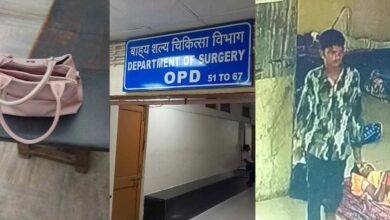 बाह्य शल्य चिकित्सा विभाग
DEPARTMENT OF SURGERY
OPD 51 TO 67